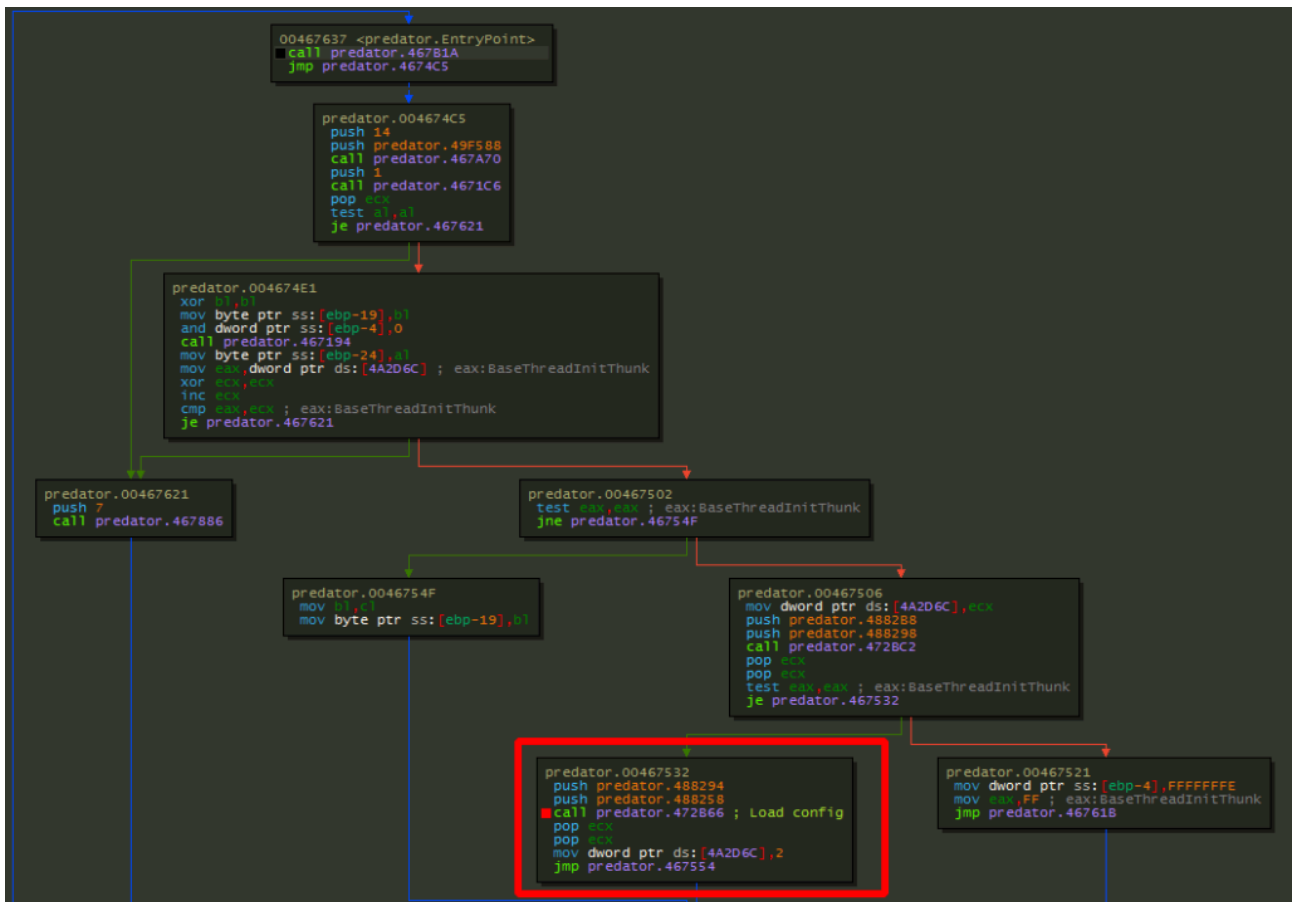 00467637 <predator.EntryPoint>
call predator.467B1A
jmp predator.4674C5
predator.004674C5
push 14
push predator.49F588
call predator.467A70
push 1
call predator.4671C6
pop ecx
test al,al
je predator.467621
predator.004674E1
xor bl,bl
mov byte ptr ss:[ebp-19],bl
and dword ptr ss:[ebp-4],0
call predator.467194
mov byte ptr ss:[ebp-24],al
mov eax,dword ptr ds:[4A2D6C] ; eax:BaseThreadInitThunk
xor ecx,ecx
inc ecx
cmp eax,ecx ; eax:BaseThreadInitThunk
je predator.467621
predator.00467621
push 7
call predator.467886
predator.00467502
test eax,eax ; eax:BaseThreadInitThunk
jne predator.46754F
predator.0046754F
mov bl,cl
mov byte ptr ss:[ebp-19],bl
predator.00467506
mov dword ptr ds:[4A2D6C],ecx
push predator.4882B8
push predator.488298
call predator.472BC2
pop ecx
pop ecx
test eax,eax ; eax:BaseThreadInitThunk
je predator.467532
predator.00467532
push predator.488294
push predator.488258
call predator.472B66 ; Load config
pop ecx
pop ecx
mov dword ptr ds:[4A2D6C],2
jmp predator.467554
predator.00467521
mov dword ptr ss:[ebp-4],FFFFFFFE
mov eax,FF ; eax:BaseThreadInitThunk
jmp predator.46761B